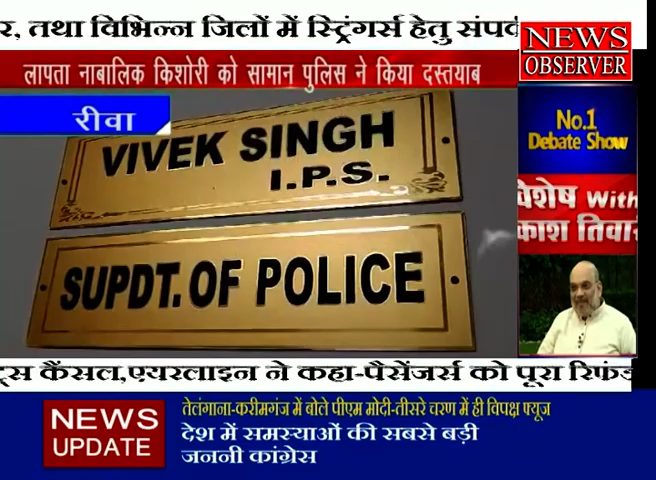 तथा विभिन्न जिलों में स्ट्रिंगर्स हेतु
NEWS
OBSERVER
लापता नाबालिक किशोरी को सामान पुलिस ने किया दस्तयाब
रीवा
VIVEK SINGH
I.P.S.
SUPDT. OF POLICE
No.1
Debate Show
विशेष With
कैंसल,एयरलाइन ने कहा-पैसेंजर्स को पूरा
NEWS
UPDATE
तेलंगाना-करीमगंज में बोले पीएम मोदी-तीसरे चरण में ही विपक्ष फ्यूज
देश में समस्याओं की सबसे बड़ी
जननी कांग्रेस